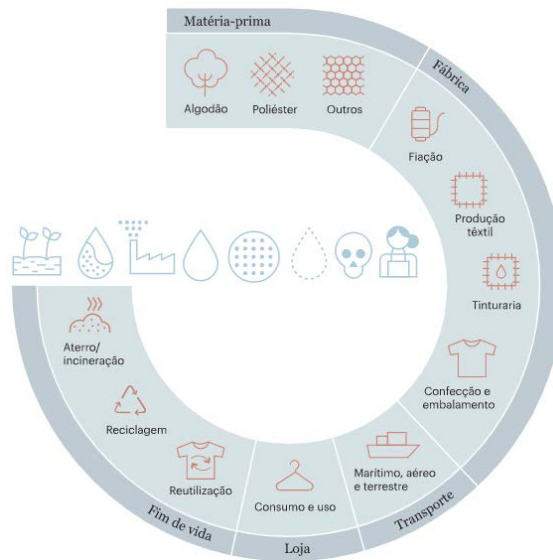 Matéria-prima
Algodão
Poliéster
Outros
Fábrica
Fiação
Produção
têxtil
Tinturaria
Confecção e
embalamento
Transporte
Marítimo, aéreo
e terrestre
Loja
Consumo e uso
Fim de vida
Reutilização
Reciclagem
Aterro/
incineração